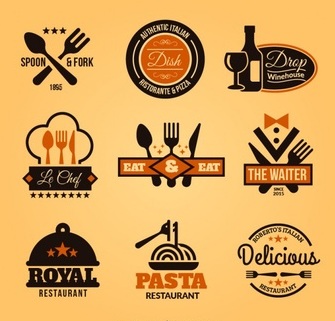 SPOON & FORK
1895
AUTHENTIC ITALIAN
Dish
RISTORANTE & PIZZA
Drop
Winehouse
Le Chef
EAT & EAT
THE WAITER
SINCE
2015
ROYAL
RESTAURANT
PASTA
RESTAURANT
ROBERTO'S ITALIAN
Delicious
RESTAURANT